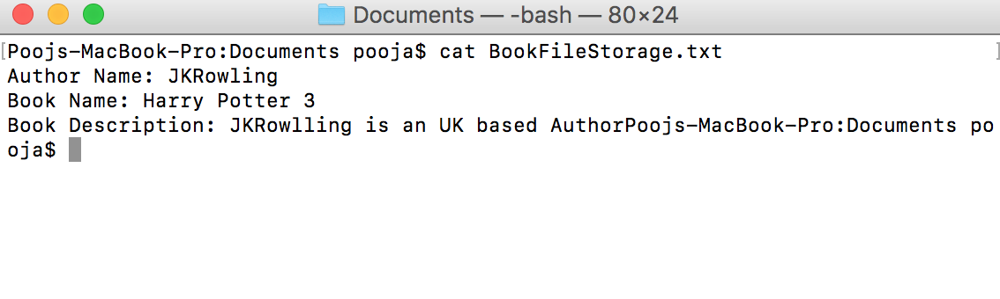 Documents — -bash — 80×24
[Poojs-MacBook-Pro:Documents pooja$ cat BookFileStorage.txt ]
Author Name: JKRowling
Book Name: Harry Potter 3
Book Description: JKRowlling is an UK based AuthorPoojs-MacBook-Pro:Documents po
oja$